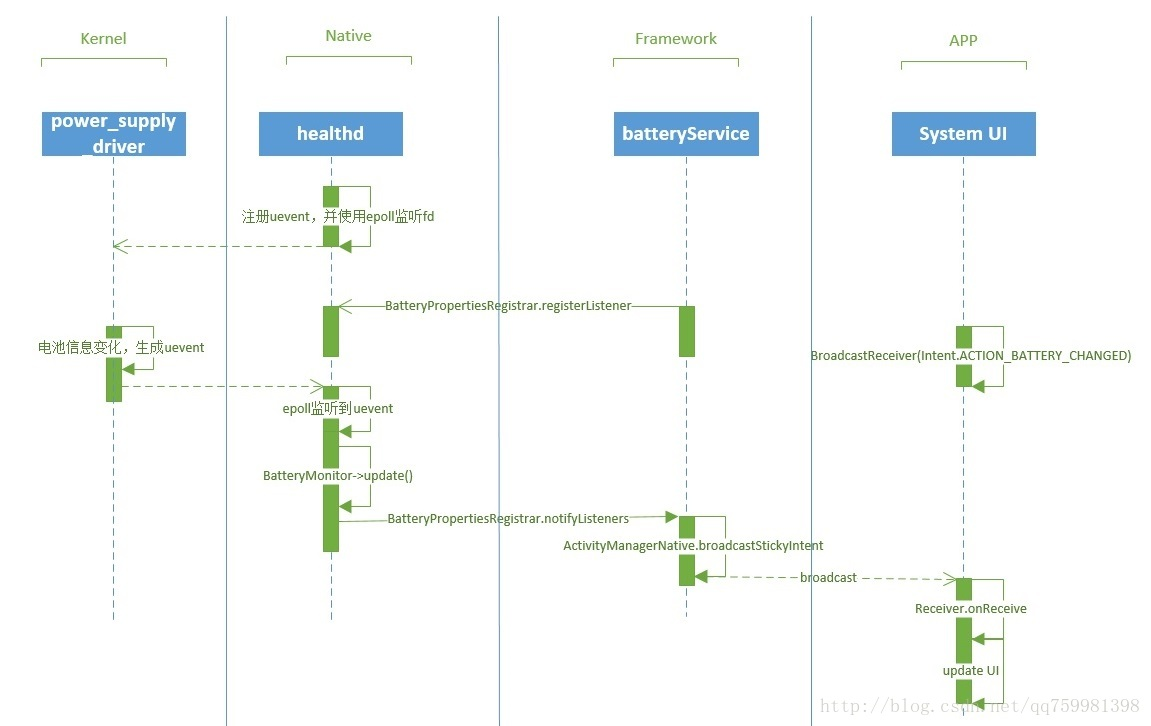 Kernel
Native
Framework
APP
power_supply
_driver
healthd
batteryService
System UI
注册uevent，并使用epoll监听fd
BatteryPropertiesRegistrar.registerListener
电池信息变化，生成uevent
BroadcastReceiver(Intent.ACTION_BATTERY_CHANGED)
epoll监听到uevent
BatteryMonitor->update()
BatteryPropertiesRegistrar.notifyListeners
ActivityManagerNative.broadcastStickyIntent
broadcast
Receiver.onReceive
update UI
http://blog.csdn.net/qq759981398